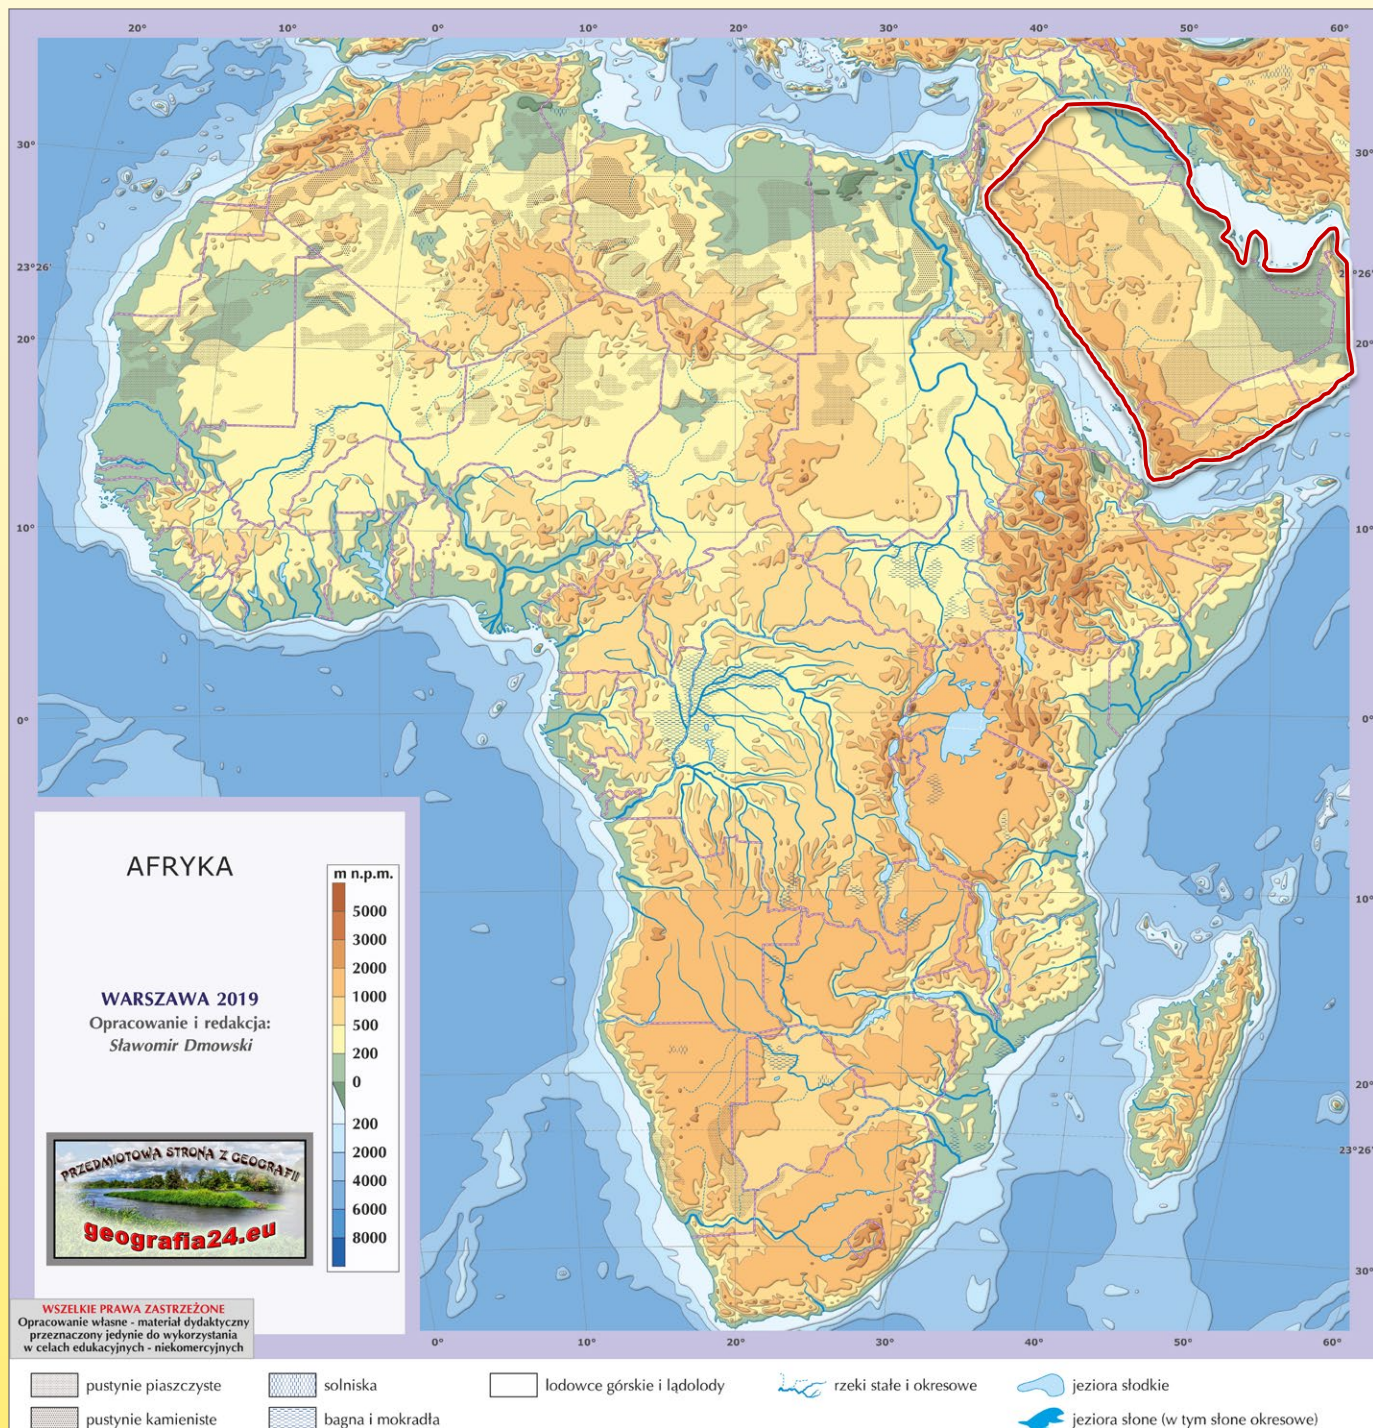 20° 10° 0° 10° 20° 30° 40° 50° 60°
30° 30°
23°26' 23°26'
20° 20°
10° 10°
0° 0°
10°
20°
23°26'
30°
0° 10° 20° 30° 40° 50° 60°
AFRYKA
WARSZAWA 2019
Opracowanie i redakcja:
Sławomir Dmowski
m n.p.m.
5000
3000
2000
1000
500
200
0
200
2000
4000
6000
8000
PRZEDMIOTOWA STRONA Z GEOGRAFII
geografia24.eu
WSZELKIE PRAWA ZASTRZEŻONE
Opracowanie własne - materiał dydaktyczny
przeznaczony jedynie do wykorzystania
w celach edukacyjnych - niekomercyjnych
pustynie piaszczyste solniska lodowce górskie i lądolody rzeki stałe i okresowe jeziora słodkie
pustynie kamieniste bagna i mokradła jeziora słone (w tym słone okresowe)